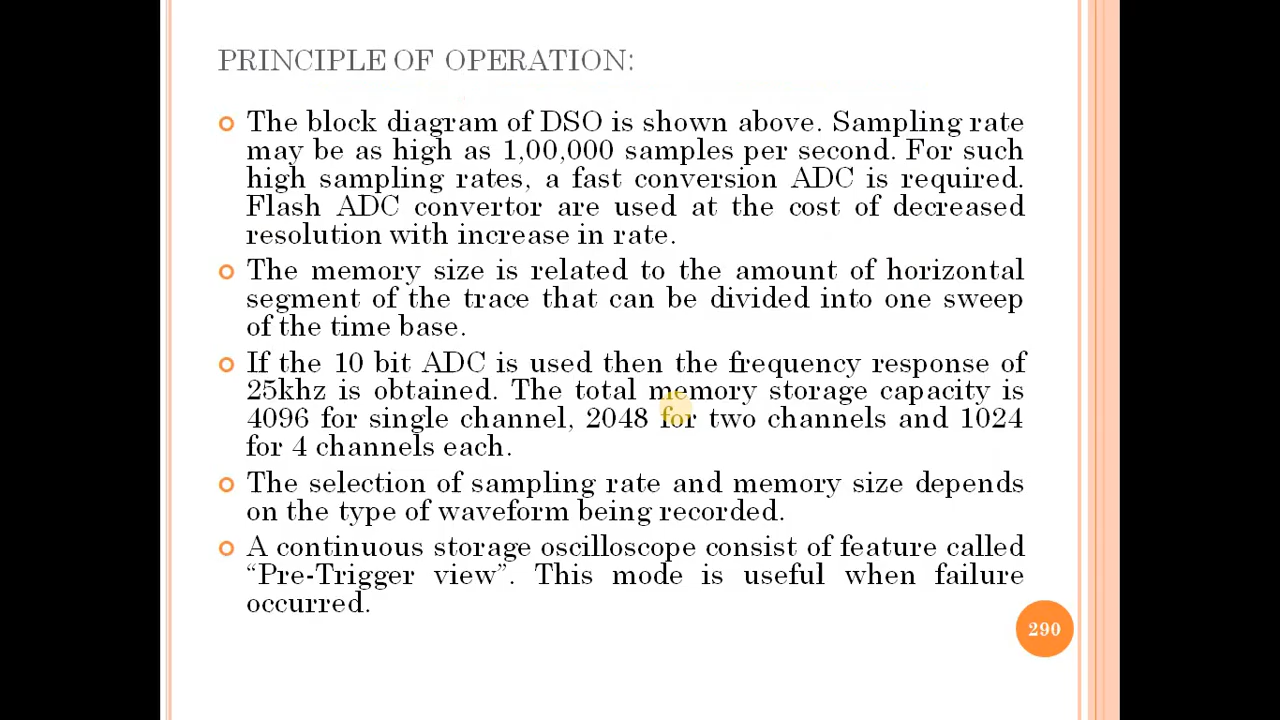 PRINCIPLE OF OPERATION:
The block diagram of DSO is shown above. Sampling rate
may be as high as 1,00,000 samples per second. For such
high sampling rates, a fast conversion ADC is required.
Flash ADC convertor are used at the cost of decreased
resolution with increase in rate.
The memory size is related to the amount of horizontal
segment of the trace that can be divided into one sweep
of the time base.
If the 10 bit ADC is used then the frequency response of
25khz is obtained. The total memory storage capacity is
4096 for single channel, 2048 for two channels and 1024
for 4 channels each.
The selection of sampling rate and memory size depends
on the type of waveform being recorded.
A continuous storage oscilloscope consist of feature called
“Pre-Trigger view”. This mode is useful when failure
occurred.
290